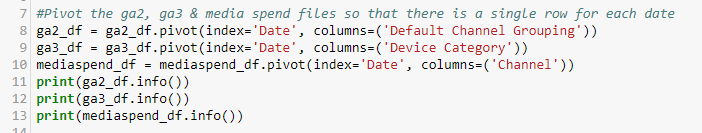 7 #Pivot the ga2, ga3 & media spend files so that there is a single row for each date
8 ga2_df = ga2_df.pivot(index='Date', columns=('Default Channel Grouping'))
9 ga3_df = ga3_df.pivot(index='Date', columns=('Device Category'))
10 mediaspend_df = mediaspend_df.pivot(index='Date', columns=('Channel'))
11 print(ga2_df.info())
12 print(ga3_df.info())
13 print(mediaspend_df.info())